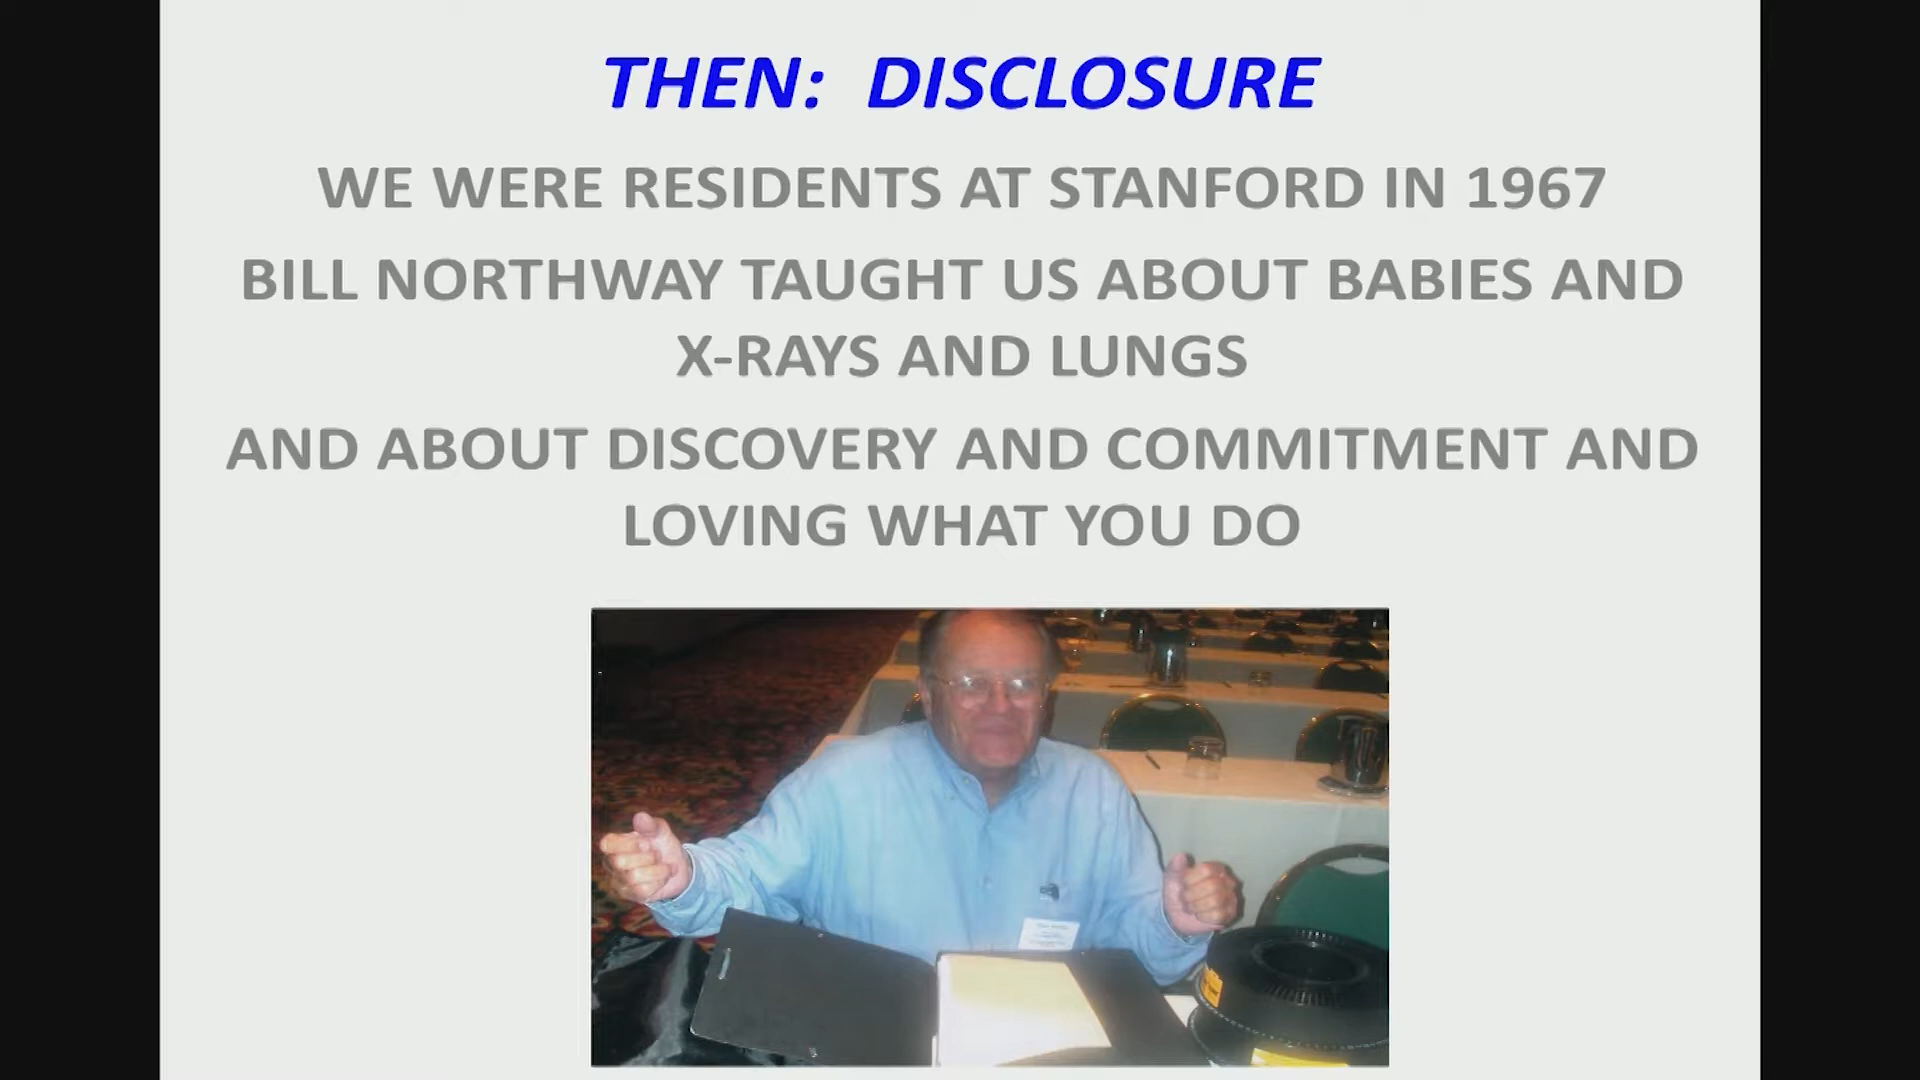 THEN: DISCLOSURE
WE WERE RESIDENTS AT STANFORD IN 1967
BILL NORTHWAY TAUGHT US ABOUT BABIES AND
X-RAYS AND LUNGS
AND ABOUT DISCOVERY AND COMMITMENT AND
LOVING WHAT YOU DO